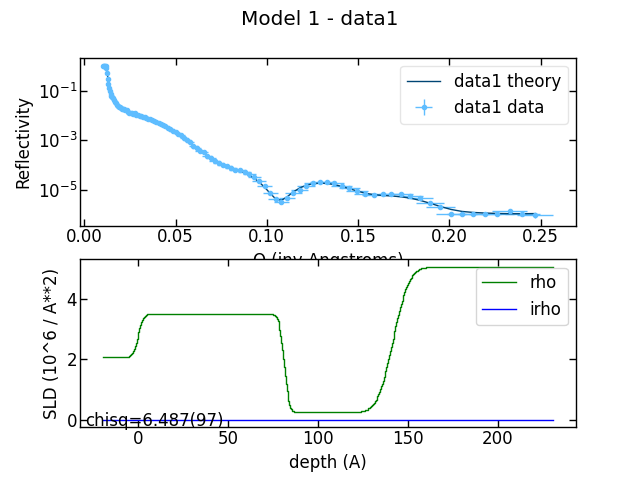 Model 1 - data1
Reflectivity
10^{-1}
10^{-3}
10^{-5}
data1 theory
data1 data
0.00 0.05 0.10 0.15 0.20 0.25
Q (inv Angstroms)
SLD (10^6 / A**2)
4
2
0
rho
irho
chisq=6.487(97)
0 50 100 150 200
depth (A)